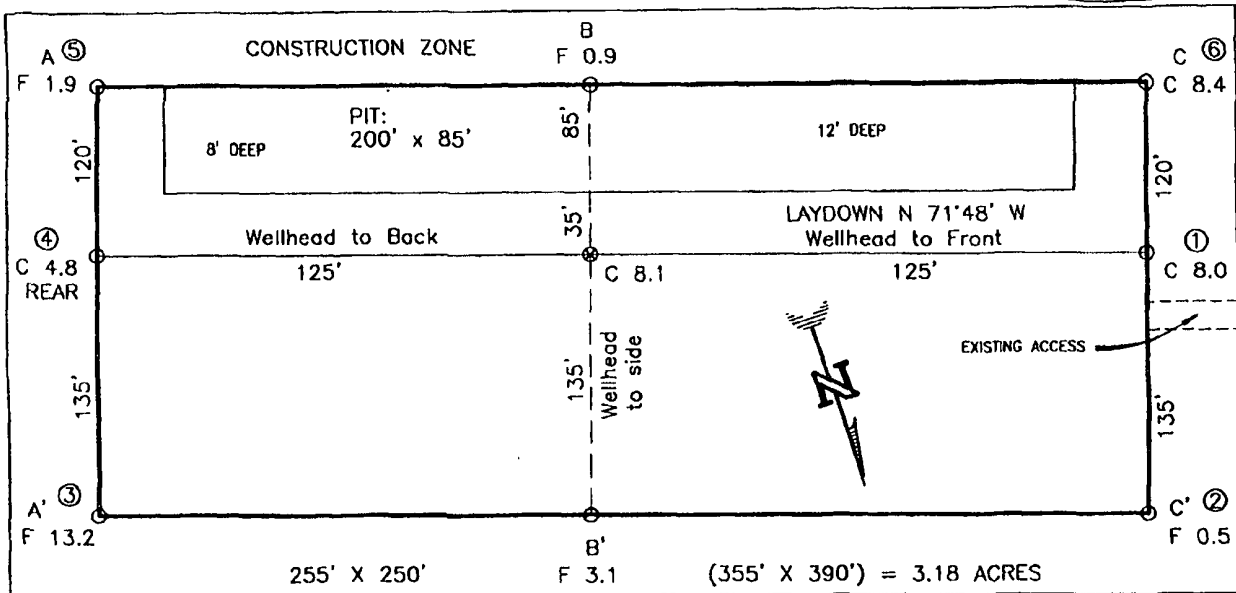 A ⑤
CONSTRUCTION ZONE
B
C ⑥
F 1.9
F 0.9
C 8.4
PIT:
200' x 85'
8' DEEP
85'
12' DEEP
120'
120'
35'
LAYDOWN N 71°48' W
④
Wellhead to Back
Wellhead to Front
①
C 4.8
REAR
125'
C 8.1
125'
C 8.0
EXISTING ACCESS
135'
135'
Wellhead
to side
N
135'
A' ③
C' ②
F 13.2
B'
F 0.5
255' X 250'
F 3.1
(355' X 390') = 3.18 ACRES